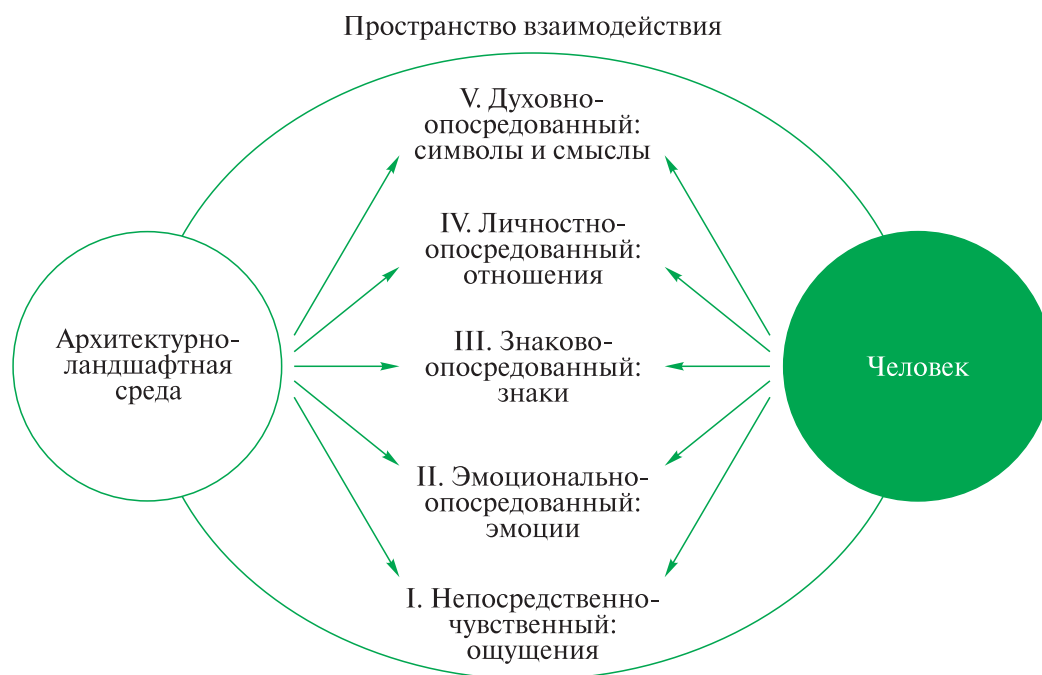 Пространство взаимодействия
V. Духовно-
опосредованный:
символы и смыслы
IV. Личностно-
опосредованный:
отношения
Архитектурно-
ландшафтная
среда
III. Знаково-
опосредованный:
знаки
Человек
II. Эмоционально-
опосредованный:
эмоции
I. Непосредственно-
чувственный:
ощущения